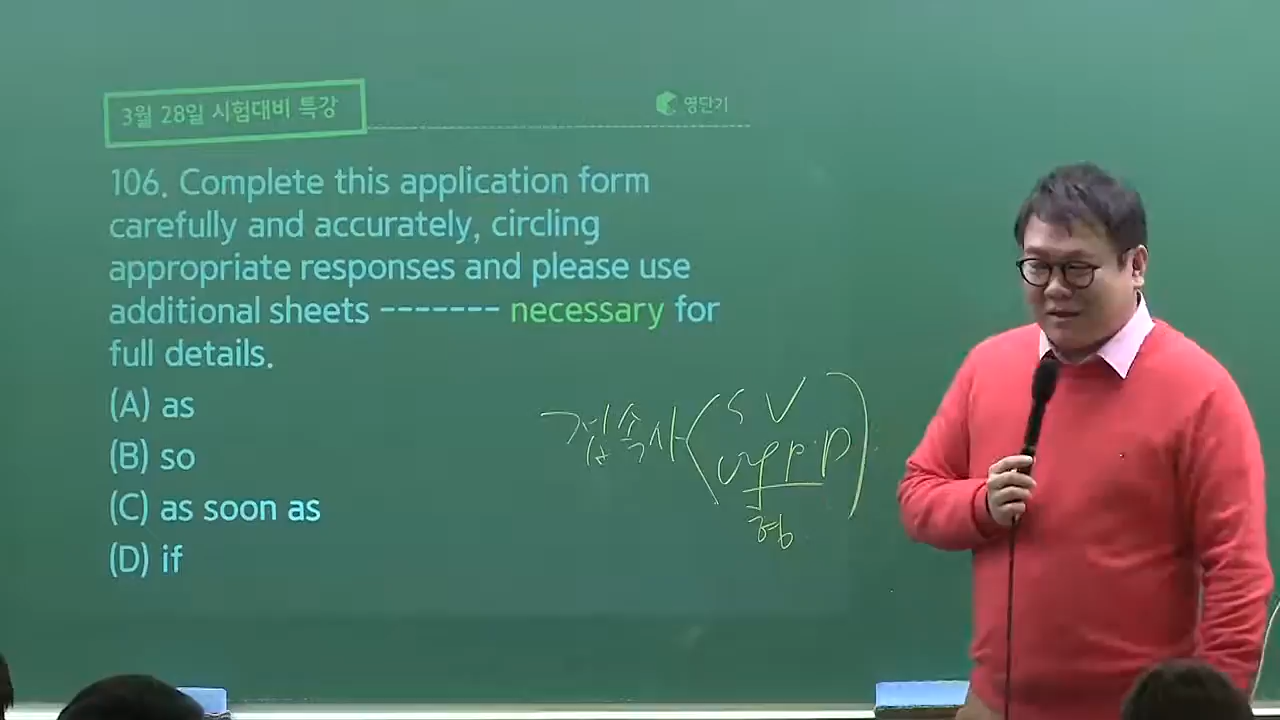 3월 28일 시험대비 특강
영단기
106. Complete this application form
carefully and accurately, circling
appropriate responses and please use
additional sheets ------- necessary for
full details.
(A) as
(B) so
(C) as soon as
(D) if
접속사 ( S V
p.p )
형